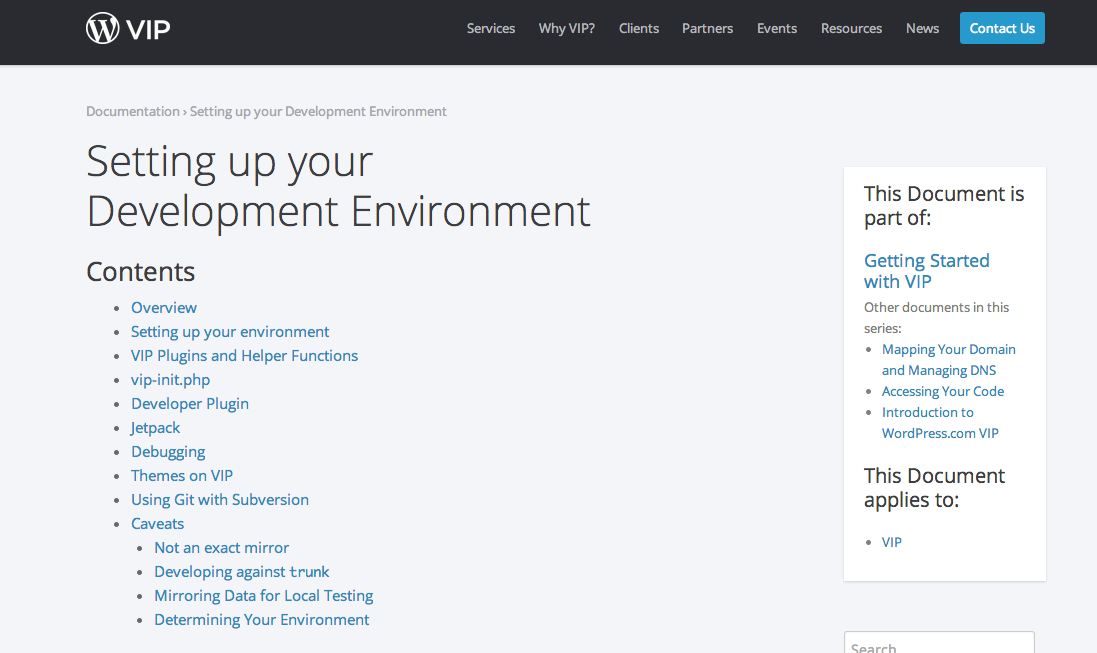 VIP
Services Why VIP? Clients Partners Events Resources News Contact Us
Documentation › Setting up your Development Environment
Setting up your
Development Environment
Contents
Overview
Setting up your environment
VIP Plugins and Helper Functions
vip-init.php
Developer Plugin
Jetpack
Debugging
Themes on VIP
Using Git with Subversion
Caveats
Not an exact mirror
Developing against trunk
Mirroring Data for Local Testing
Determining Your Environment
This Document is
part of:
Getting Started
with VIP
Other documents in this
series:
Mapping Your Domain
and Managing DNS
Accessing Your Code
Introduction to
WordPress.com VIP
This Document
applies to:
VIP
Search